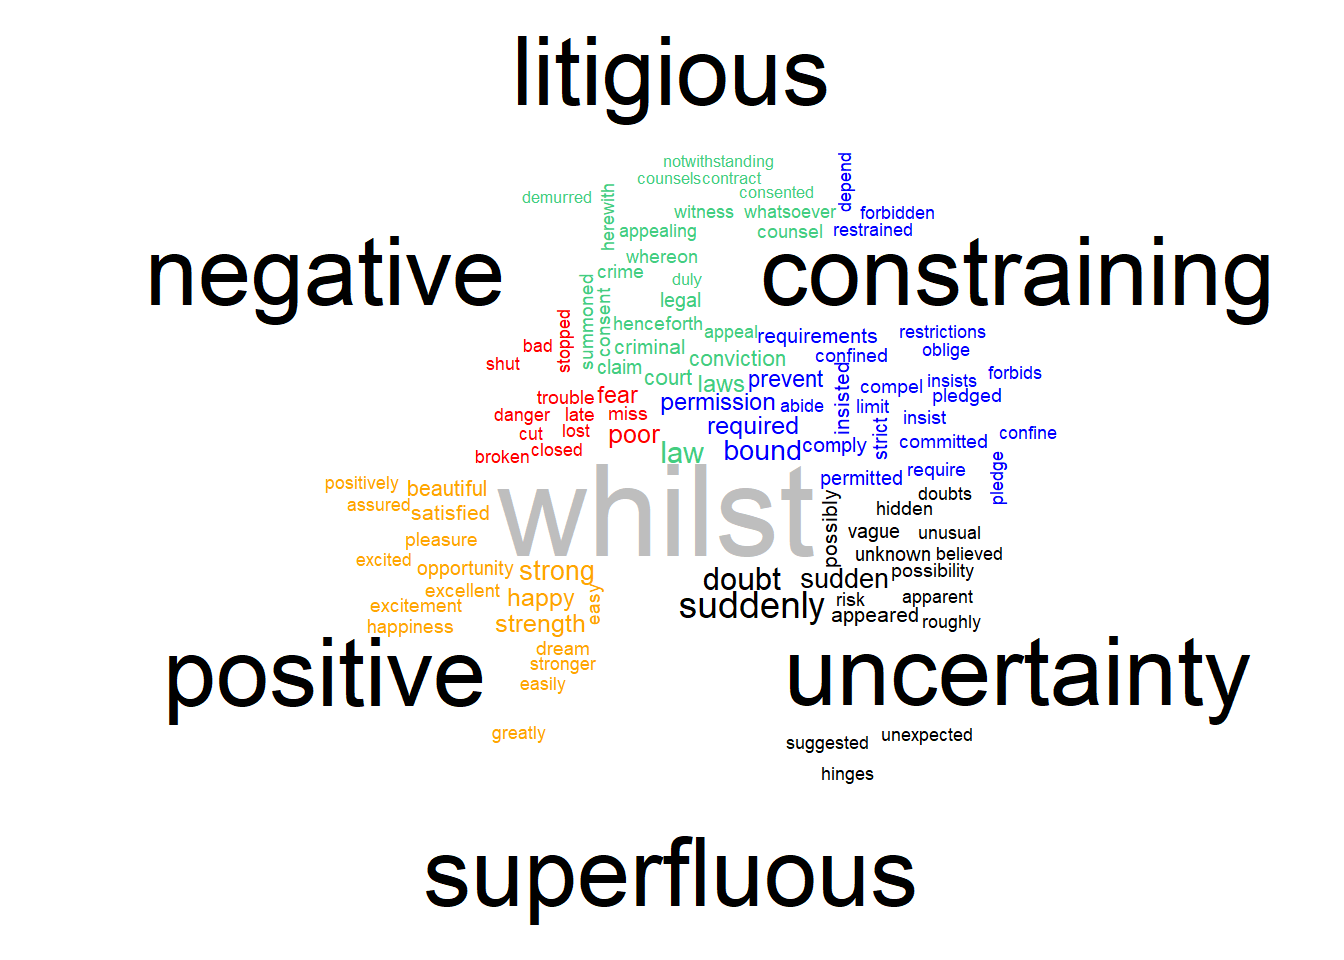 litigious
notwithstanding
counsels contract
depend
demurred
herewith
consented
witness whatsoever forbidden
appealing counsel restrained
negative
whereon
constraining
crime
duly
summoned
consent
legal
stopped
henceforth appeal requirements restrictions
bad criminal conviction confined oblige
shut claim court laws prevent insisted compel insists forbids
trouble fear permission abide limit pledged
danger late miss required strict insist
cut lost poor law bound comply committed confine
broken closed
permitted require pledge
positively beautiful whilst possibly doubts
assured satisfied hidden
pleasure vague unusual
excited opportunity strong unknown believed
doubt sudden possibility
excellent happy easy suddenly risk apparent
excitement
happiness strength appeared roughly
dream
stronger
positive easily uncertainty
greatly suggested unexpected
hinges
superfluous